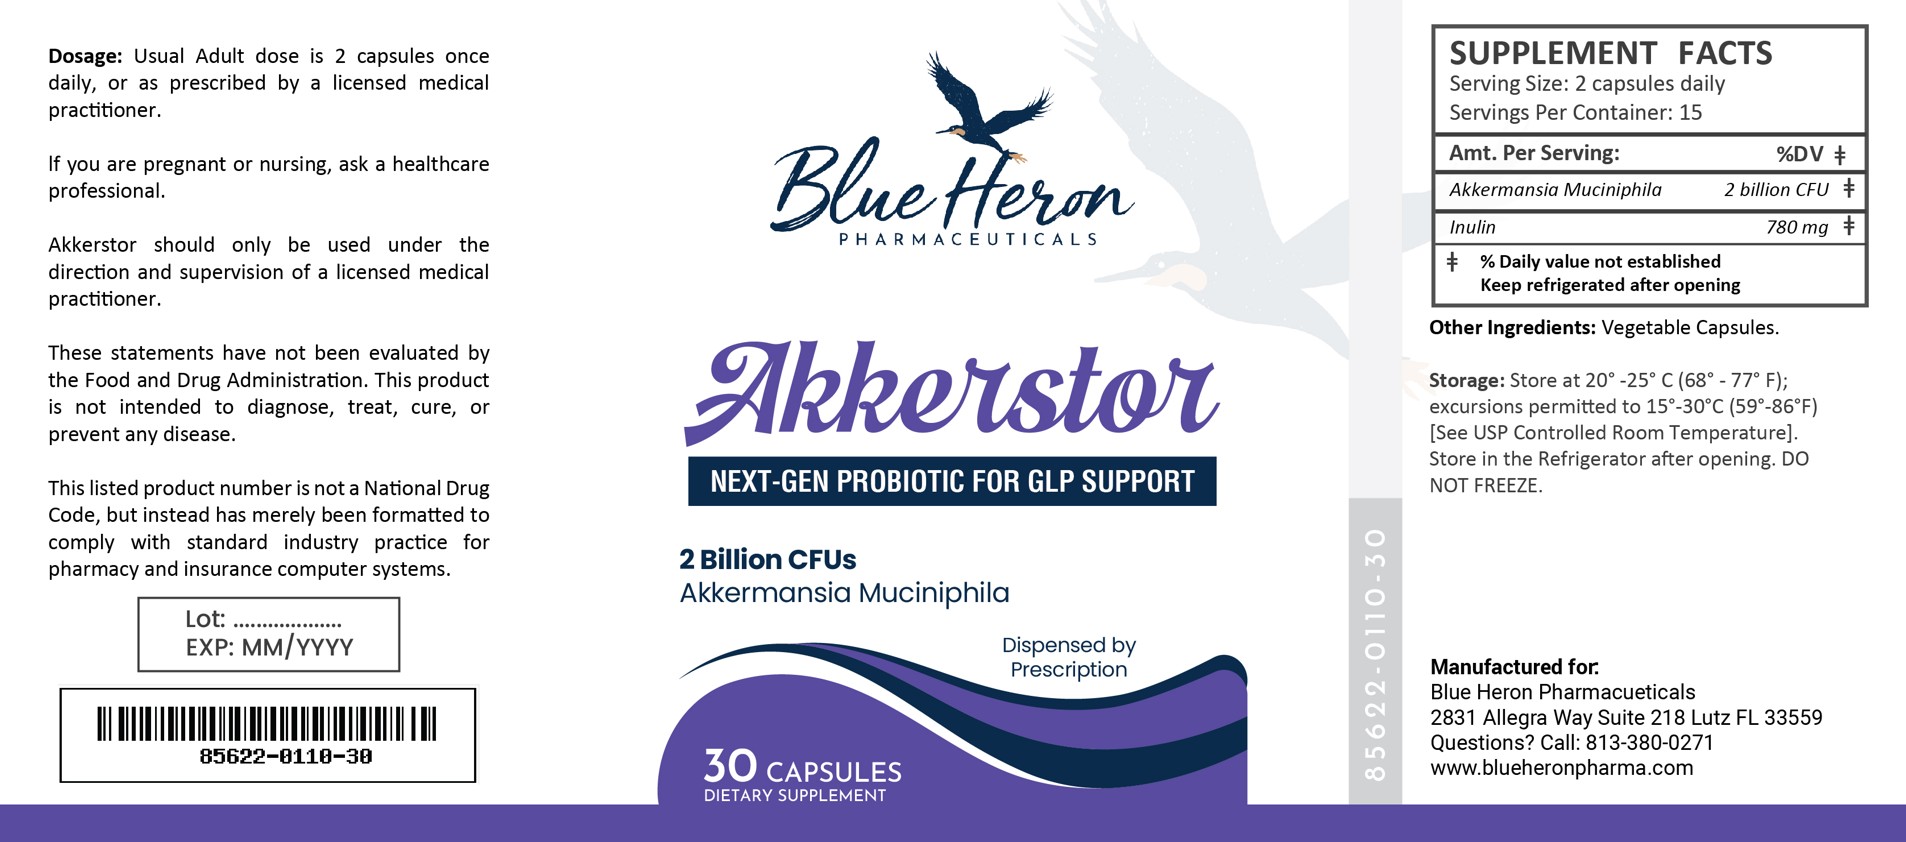 Dosage: Usual Adult dose is 2 capsules once
daily, or as prescribed by a licensed medical
practitioner.
If you are pregnant or nursing, ask a healthcare
professional.
Akkerstor should only be used under the
direction and supervision of a licensed medical
practitioner.
These statements have not been evaluated by
the Food and Drug Administration. This product
is not intended to diagnose, treat, cure, or
prevent any disease.
This listed product number is not a National Drug
Code, but instead has merely been formatted to
comply with standard industry practice for
pharmacy and insurance computer systems.
Lot: ...................
EXP: MM/YYYY
85622-0110-30
Blue Heron
PHARMACEUTICALS
Akkerstor
NEXT-GEN PROBIOTIC FOR GLP SUPPORT
2 Billion CFUs
Akkermansia Muciniphila
Dispensed by
Prescription
30 CAPSULES
DIETARY SUPPLEMENT
85622-0110-30
SUPPLEMENT FACTS
Serving Size: 2 capsules daily
Servings Per Container: 15
Amt. Per Serving: %DV ǂ
Akkermansia Muciniphila 2 billion CFU ǂ
Inulin 780 mg ǂ
ǂ % Daily value not established
Keep refrigerated after opening
Other Ingredients: Vegetable Capsules.
Storage: Store at 20° -25° C (68° - 77° F);
excursions permitted to 15°-30°C (59°-86°F)
[See USP Controlled Room Temperature].
Store in the Refrigerator after opening. DO
NOT FREEZE.
Manufactured for:
Blue Heron Pharmacueticals
2831 Allegra Way Suite 218 Lutz FL 33559
Questions? Call: 813-380-0271
www.blueheronpharma.com